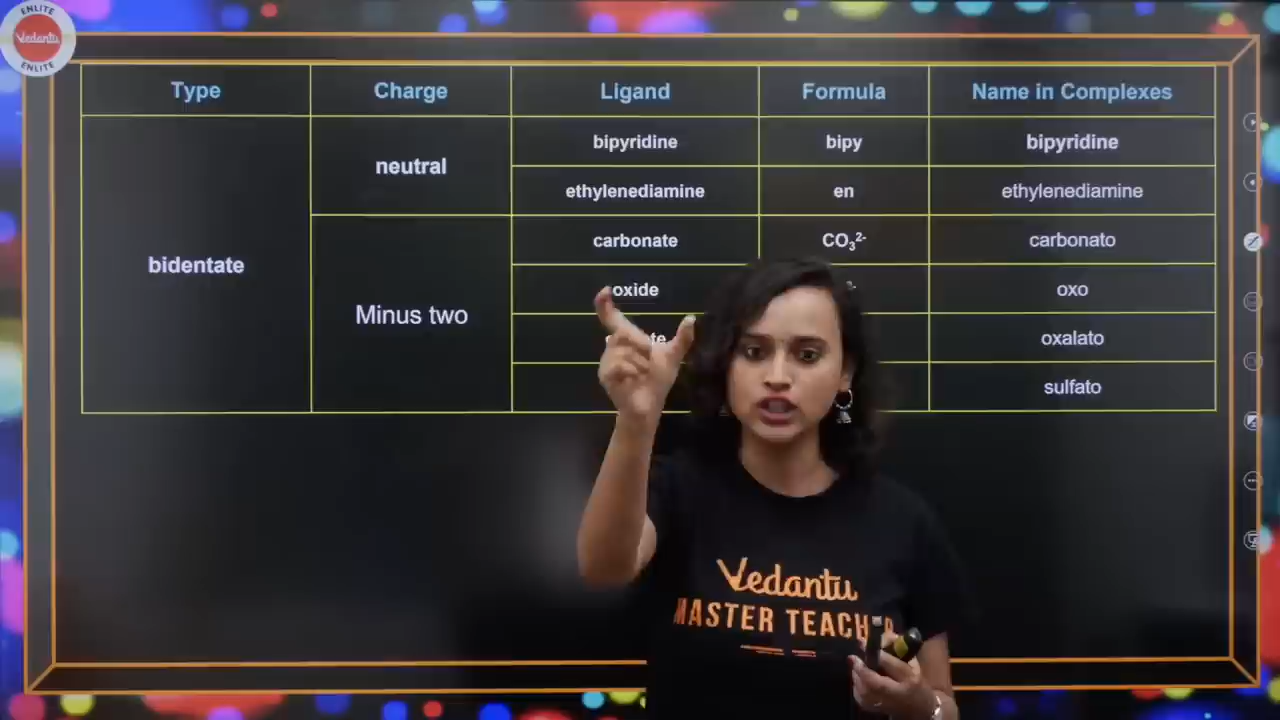 ENLITE
Vedantu
ENLITE
Type Charge Ligand Formula Name in Complexes
bidentate
neutral
bipyridine bipy bipyridine
ethylenediamine en ethylenediamine
Minus two
carbonate CO₃²⁻ carbonato
oxide oxo
oxalato
sulfato
Vedantu
MASTER TEACHER